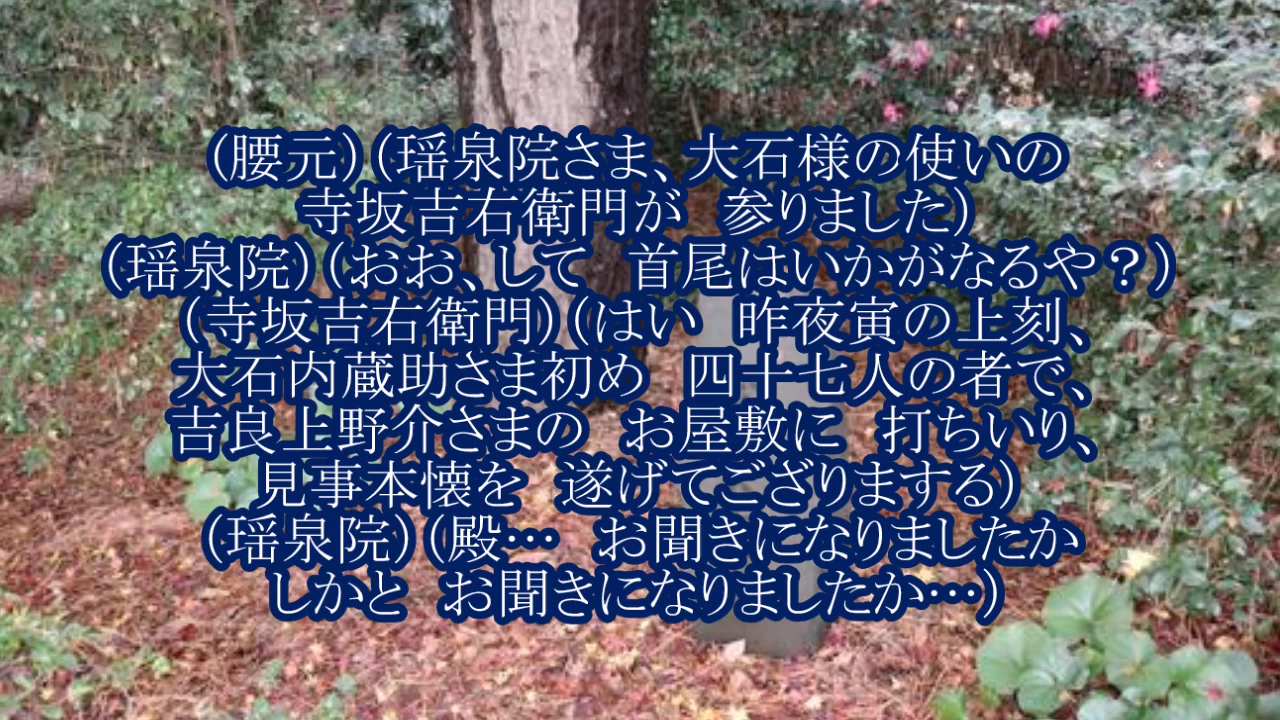 （腰元）（瑶泉院さま、大石様の使いの
寺坂吉右衛門が　参りました）
（瑶泉院）（おお、して　首尾はいかがなるや？）
（寺坂吉右衛門）（はい　昨夜寅の上刻、
大石内蔵助さま初め　四十七人の者で、
吉良上野介さまの　お屋敷に　打ちいり、
見事本懐を　遂げてござりまする）
（瑶泉院）（殿…　お聞きになりましたか
しかと　お聞きになりましたか…）